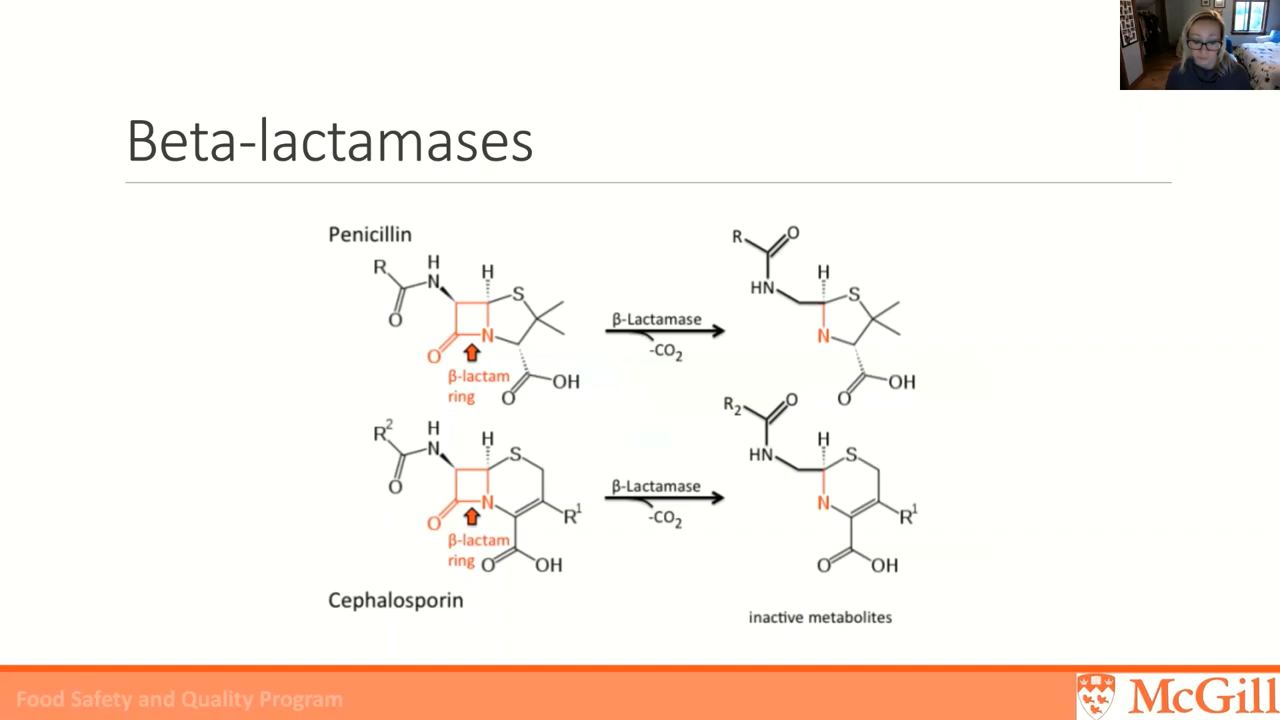 Beta-lactamases
Penicillin
R
H
N
O
H
S
N
O
β-lactam
ring
O
OH
β-Lactamase
-CO₂
R
O
HN
H
S
N
O
OH
R²
H
N
O
H
S
N
O
R¹
β-lactam
ring
O
OH
β-Lactamase
-CO₂
R₂
O
HN
H
S
N
R¹
O
OH
Cephalosporin
inactive metabolites
Food Safety and Quality Program
McGill